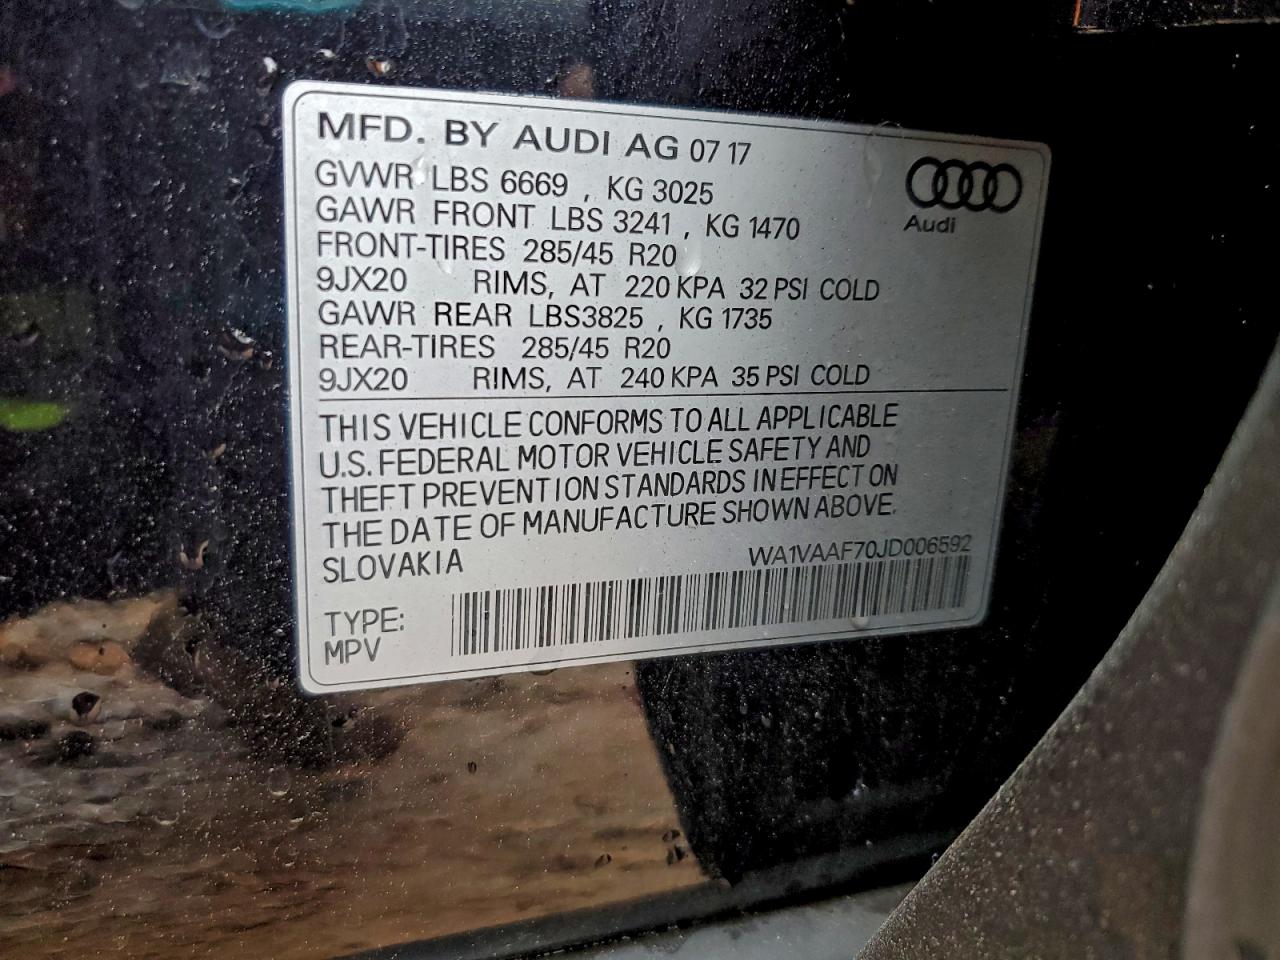 MFD. BY AUDI AG 07 17
GVWR LBS 6669 , KG 3025
GAWR FRONT LBS 3241 , KG 1470
Audi
FRONT-TIRES 285/45 R20
9JX20 RIMS, AT 220 KPA 32 PSI COLD
GAWR REAR LBS3825 , KG 1735
REAR-TIRES 285/45 R20
9JX20 RIMS, AT 240 KPA 35 PSI COLD
THIS VEHICLE CONFORMS TO ALL APPLICABLE
U.S. FEDERAL MOTOR VEHICLE SAFETY AND
THEFT PREVENTION STANDARDS IN EFFECT ON
THE DATE OF MANUFACTURE SHOWN ABOVE.
SLOVAKIA WA1VAAF70JD006592
TYPE:
MPV